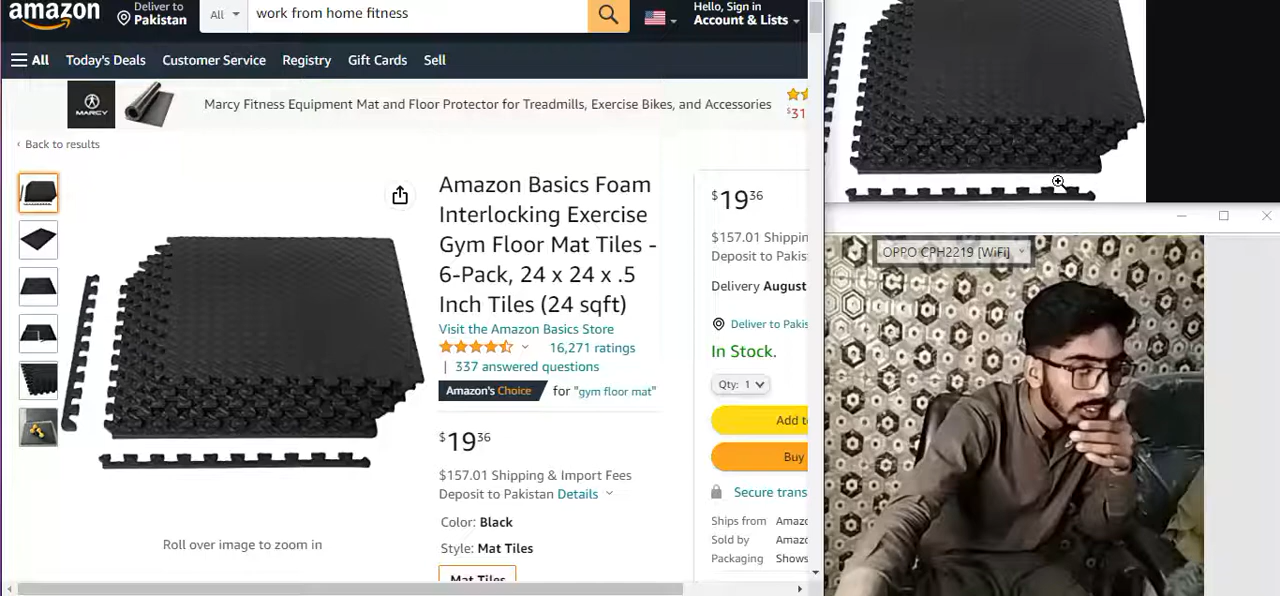 amazon
Deliver to
Pakistan
All
work from home fitness
Hello, Sign in
Account & Lists
All
Today's Deals
Customer Service
Registry
Gift Cards
Sell
MARCY
Marcy Fitness Equipment Mat and Floor Protector for Treadmills, Exercise Bikes, and Accessories
$31
‹ Back to results
Amazon Basics Foam
Interlocking Exercise
Gym Floor Mat Tiles -
6-Pack, 24 x 24 x .5
Inch Tiles (24 sqft)
Visit the Amazon Basics Store
16,271 ratings
| 337 answered questions
Amazon's Choice for "gym floor mat"
$19 36
$157.01 Shipping & Import Fees
Deposit to Pakistan Details
Color: Black
Style: Mat Tiles
Mat Tiles
Roll over image to zoom in
$19 36
$157.01 Shippin
Deposit to Pakis
Delivery August
Deliver to Pakis
In Stock.
Qty: 1
Add to
Buy
Secure trans
Ships from Amazo
Sold by Amazo
Packaging Shows
OPPO CPH2219 [WiFi]